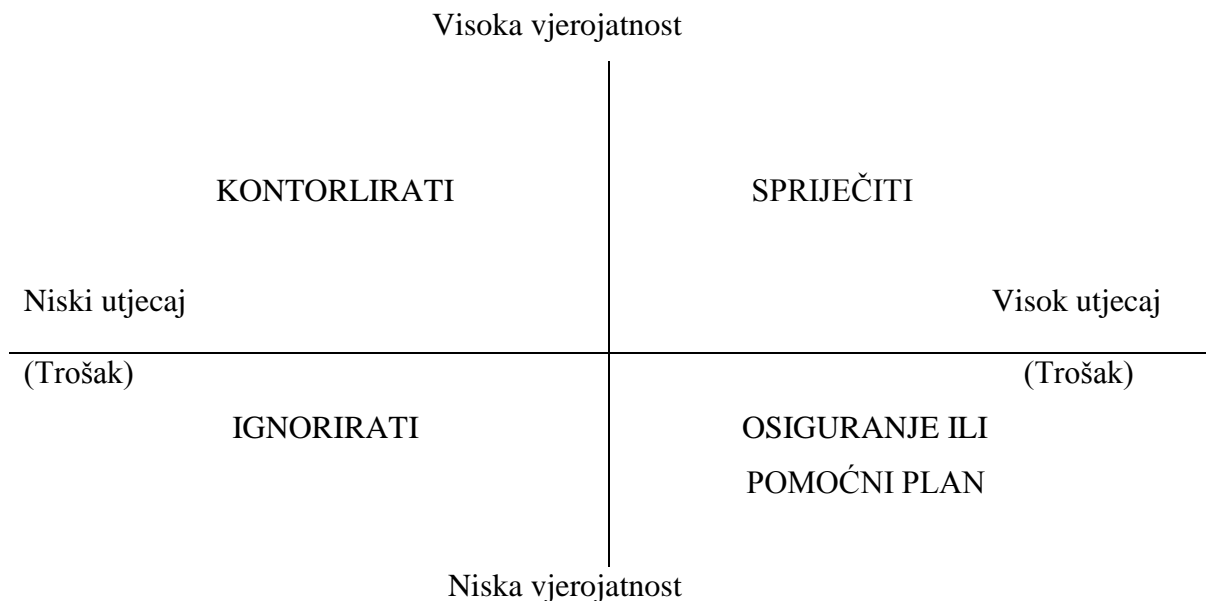 Visoka vjerojatnost
KONTORLIRATI SPRIJEČITI
Niski utjecaj Visok utjecaj
(Trošak) (Trošak)
IGNORIRATI OSIGURANJE ILI
POMOĆNI PLAN
Niska vjerojatnost